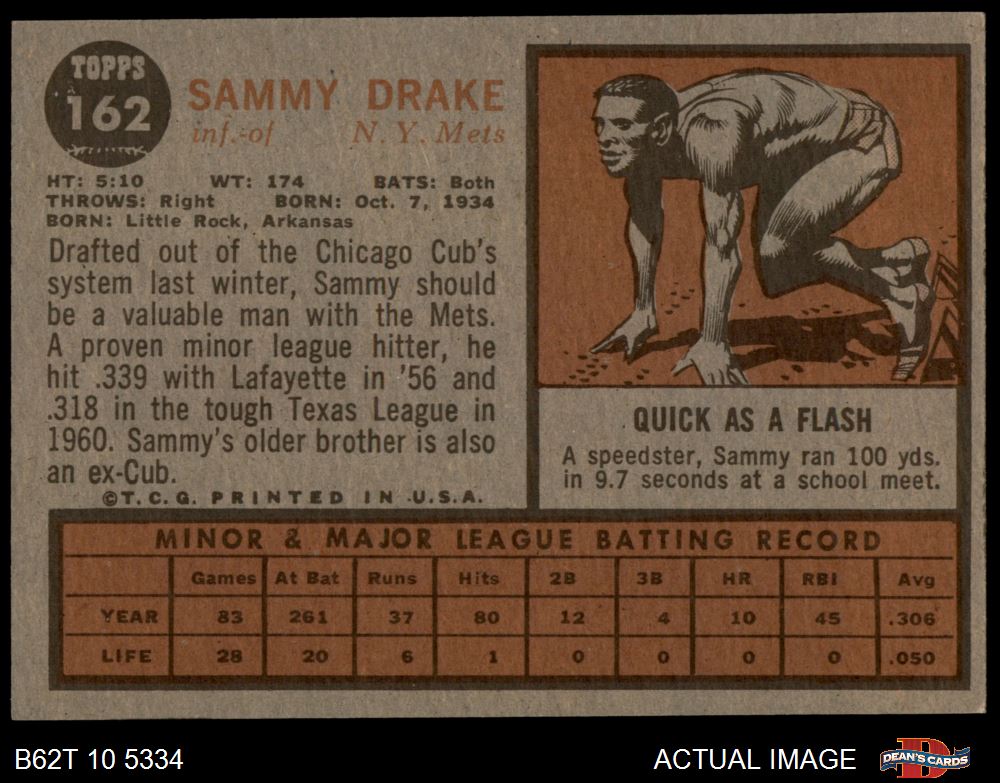 TOPPS
162
SAMMY DRAKE
inf.-of N. Y. Mets
HT: 5:10 WT: 174 BATS: Both
THROWS: Right BORN: Oct. 7, 1934
BORN: Little Rock, Arkansas
Drafted out of the Chicago Cub's
system last winter, Sammy should
be a valuable man with the Mets.
A proven minor league hitter, he
hit .339 with Lafayette in '56 and
.318 in the tough Texas League in
1960. Sammy's older brother is also
an ex-Cub.
©T.C.G. PRINTED IN U.S.A.
QUICK AS A FLASH
A speedster, Sammy ran 100 yds.
in 9.7 seconds at a school meet.
MINOR & MAJOR LEAGUE BATTING RECORD
Games At Bat Runs Hits 2B 3B HR RBI Avg
YEAR 83 261 37 80 12 4 10 45 .306
LIFE 28 20 6 1 0 0 0 0 .050
B62T 10 5334 ACTUAL IMAGE DEAN'S CARDS